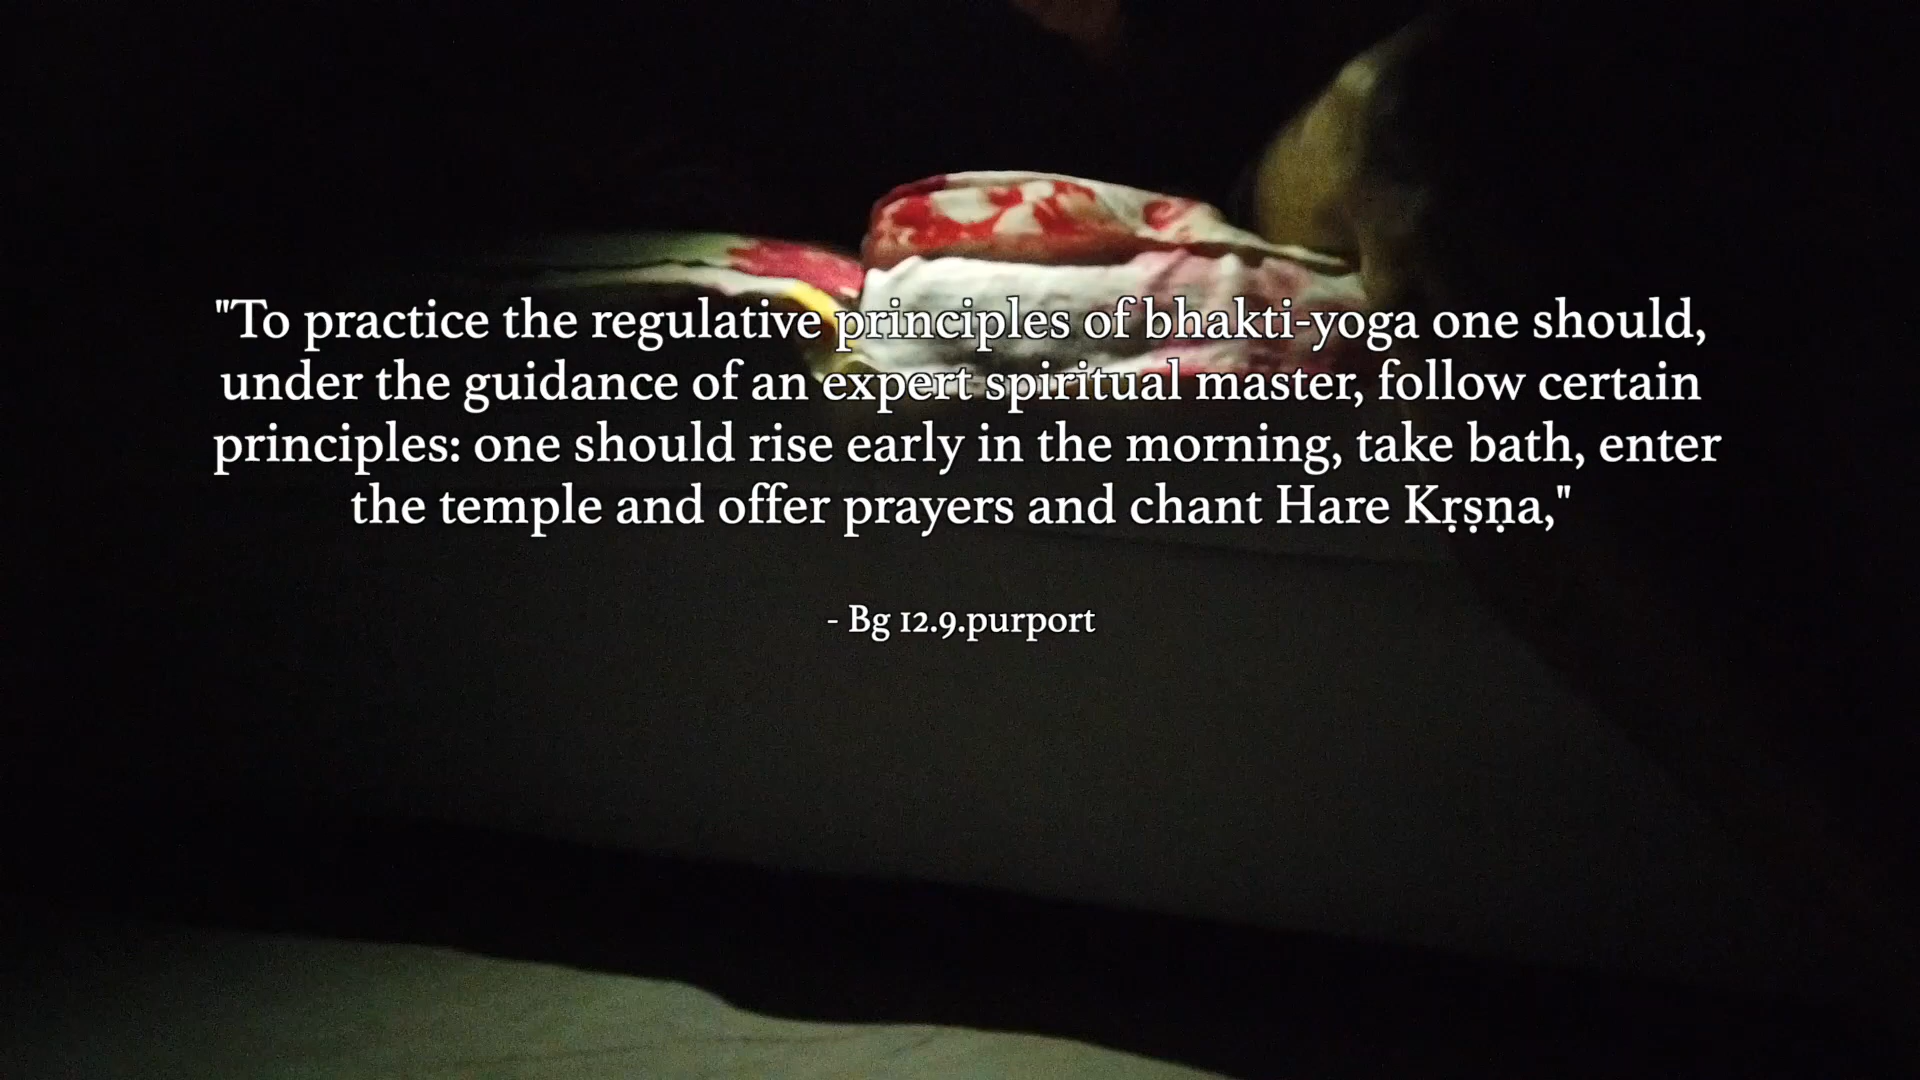 "To practice the regulative principles of bhakti-yoga one should,
under the guidance of an expert spiritual master, follow certain
principles: one should rise early in the morning, take bath, enter
the temple and offer prayers and chant Hare Kṛṣṇa,"
- Bg 12.9.purport